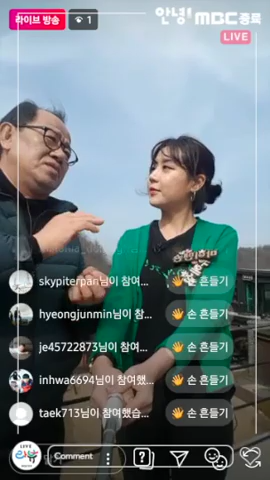 라이브 방송
1
안녕! MBC충북
LIVE
skypiterpan님이 참여...
👋 손 흔들기
hyeongjunmin님이 참...
👋 손 흔들기
je45722873님이 참여...
👋 손 흔들기
inhwa6694님이 참여했...
👋 손 흔들기
taek713님이 참여했습...
👋 손 흔들기
LIVE
Comment